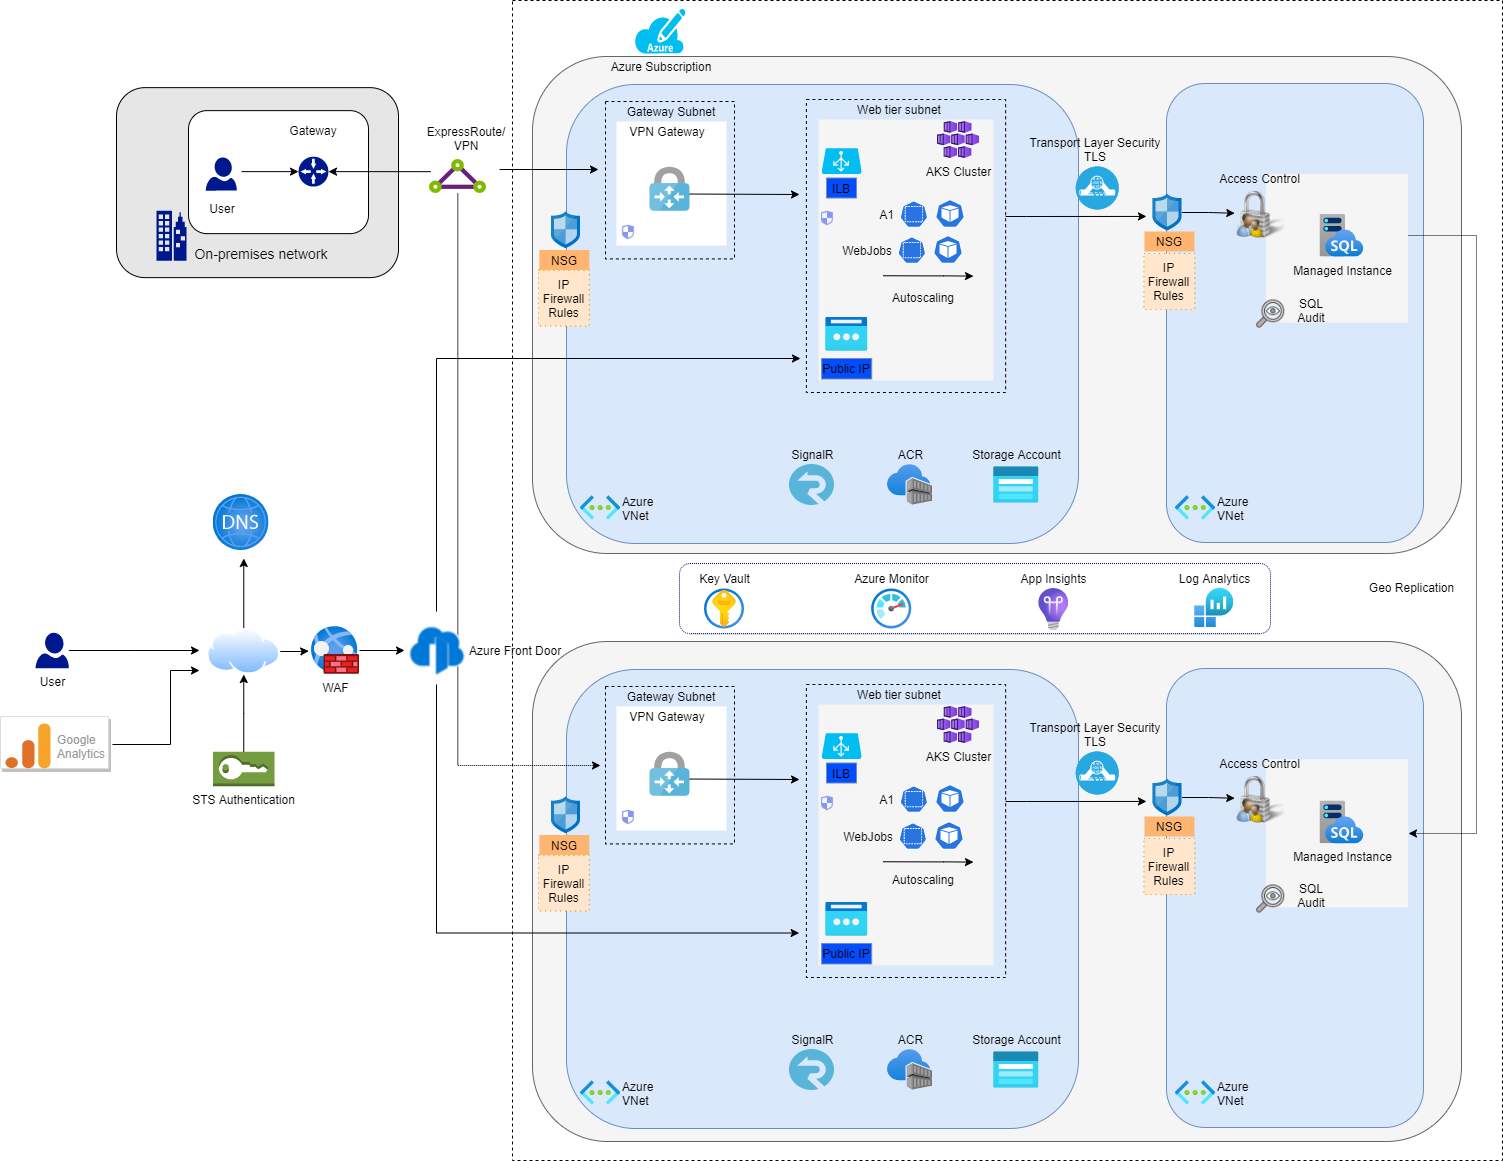 Azure
Azure Subscription
Gateway
User
On-premises network
ExpressRoute/
VPN
Gateway Subnet
VPN Gateway
NSG
IP
Firewall
Rules
Web tier subnet
AKS Cluster
ILB
A1
WebJobs
Autoscaling
Public IP
Transport Layer Security
TLS
NSG
IP
Firewall
Rules
Access Control
SQL
Managed Instance
SQL
Audit
SignalR
ACR
Storage Account
Azure
VNet
Azure
VNet
Key Vault
Azure Monitor
App Insights
Log Analytics
Geo Replication
DNS
User
Google
Analytics
STS Authentication
WAF
Azure Front Door
Gateway Subnet
VPN Gateway
NSG
IP
Firewall
Rules
Web tier subnet
AKS Cluster
ILB
A1
WebJobs
Autoscaling
Public IP
Transport Layer Security
TLS
NSG
IP
Firewall
Rules
Access Control
SQL
Managed Instance
SQL
Audit
SignalR
ACR
Storage Account
Azure
VNet
Azure
VNet